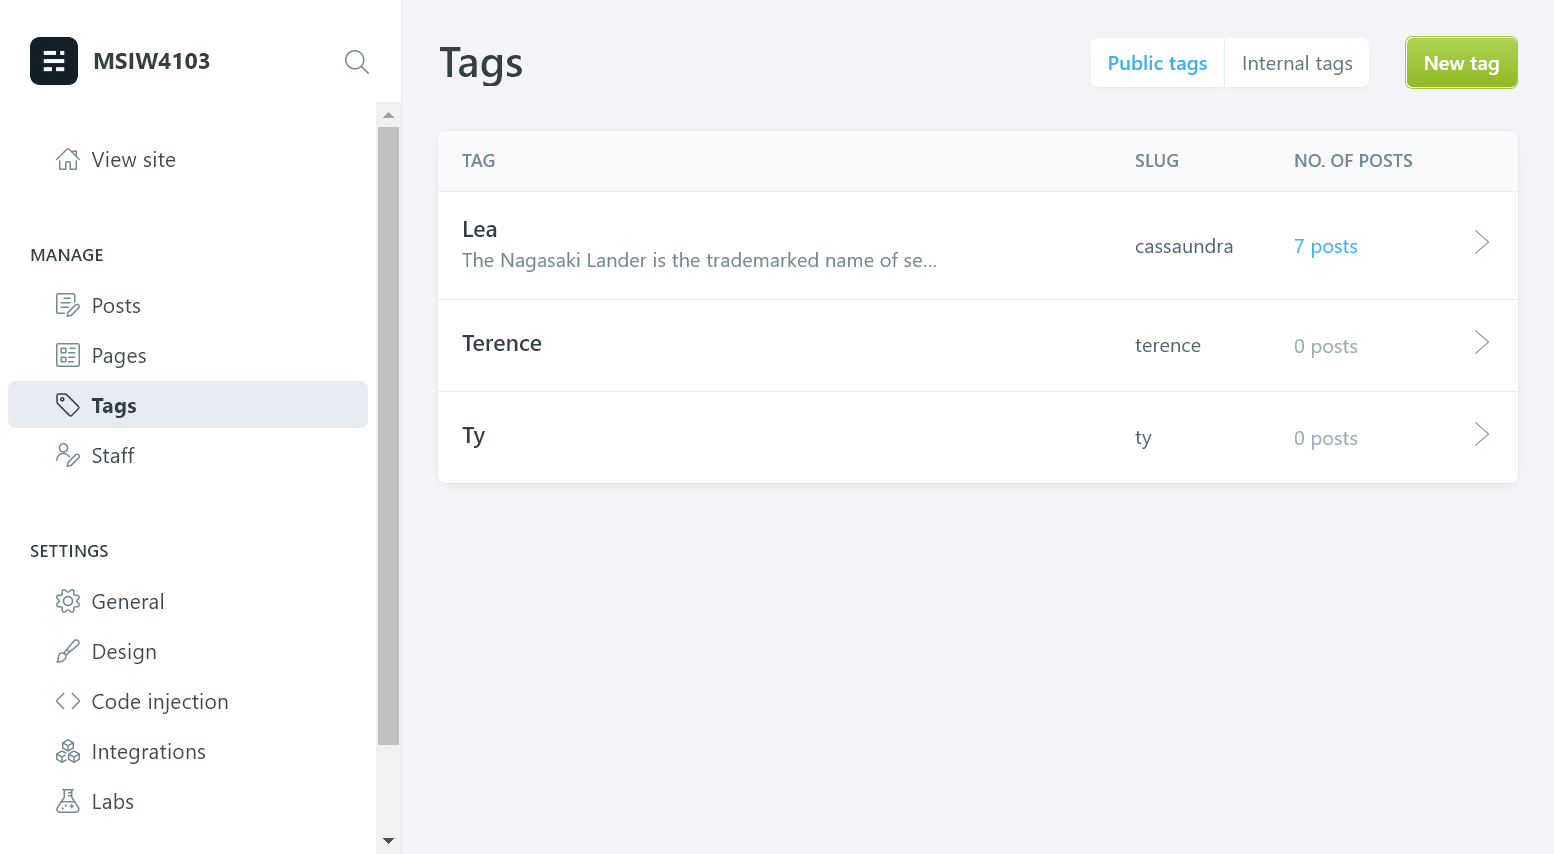 MSIW4103
View site
MANAGE
Posts
Pages
Tags
Staff
SETTINGS
General
Design
Code injection
Integrations
Labs
Tags
Public tags
Internal tags
New tag
TAG SLUG NO. OF POSTS
Lea cassaundra 7 posts
The Nagasaki Lander is the trademarked name of se...
Terence terence 0 posts
Ty ty 0 posts